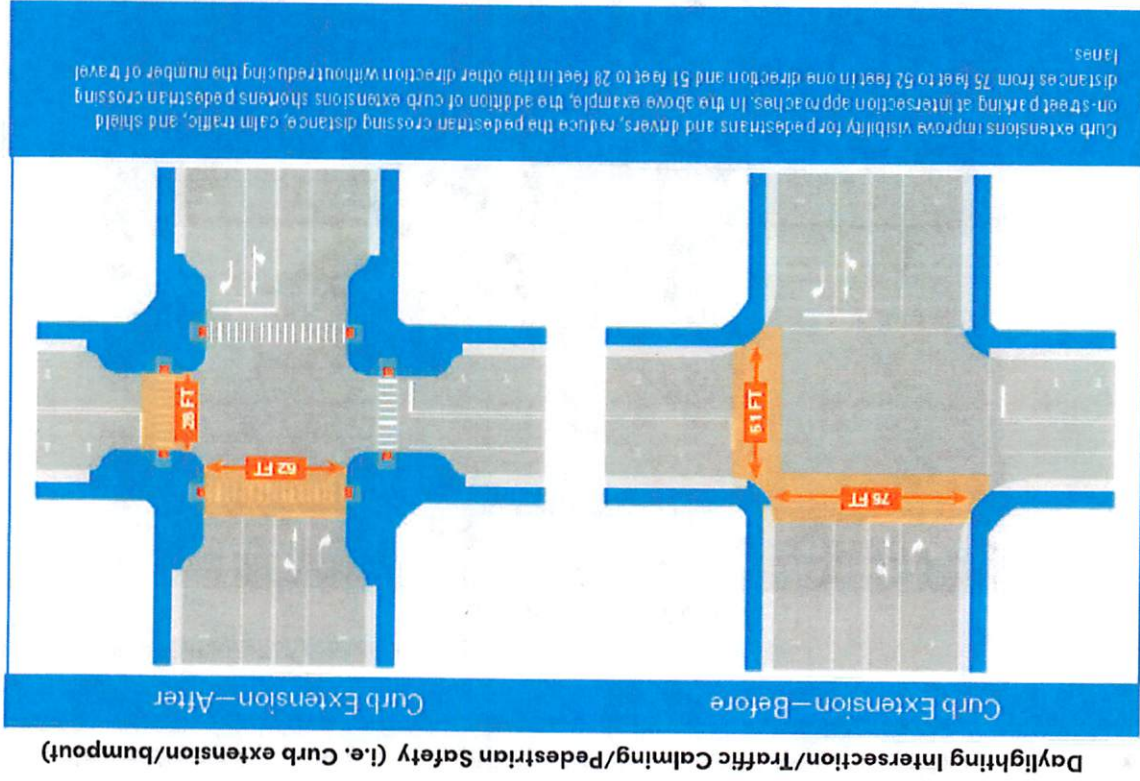 Daylighting Intersection/Traffic Calming/Pedestrian Safety (i.e. Curb extension/bumpout)
Curb Extension—Before
Curb Extension—After
75 FT
51 FT
52 FT
28 FT
Curb extensions improve visibility for pedestrians and drivers, reduce the pedestrian crossing distance, calm traffic, and shield
on-street parking at intersection approaches. In the above example, the addition of curb extensions shortens pedestrian crossing
distances from 75 feet to 52 feet in one direction and 51 feet to 28 feet in the other direction without reducing the number of travel
lanes.